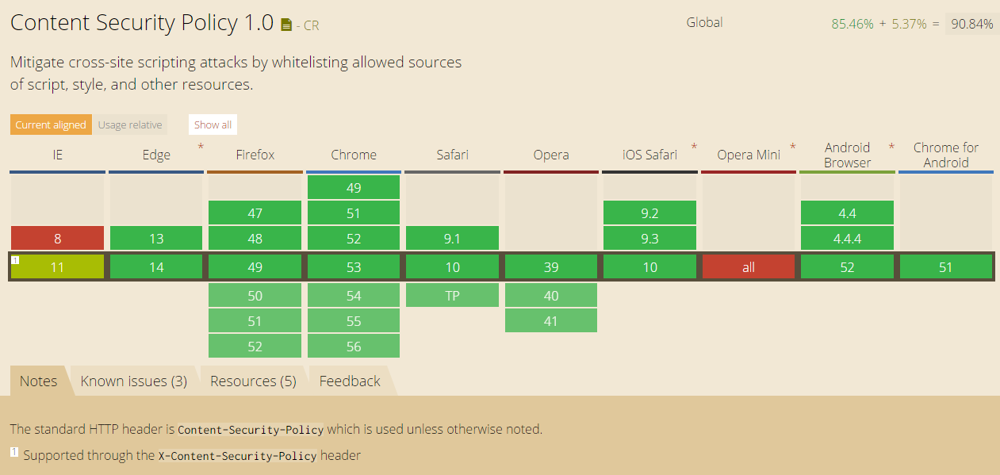 Content Security Policy 1.0 - CR
Global 85.46% + 5.37% = 90.84%
Mitigate cross-site scripting attacks by whitelisting allowed sources
of script, style, and other resources.
Current aligned Usage relative Show all
IE Edge * Firefox Chrome Safari Opera iOS Safari * Opera Mini * Android Browser * Chrome for Android
49
47 51 9.2 4.4
8 13 48 52 9.1 9.3 4.4.4
1 11 14 49 53 10 39 10 all 52 51
50 54 TP 40
51 55 41
52 56
Notes Known issues (3) Resources (5) Feedback
The standard HTTP header is Content-Security-Policy which is used unless otherwise noted.
1 Supported through the X-Content-Security-Policy header